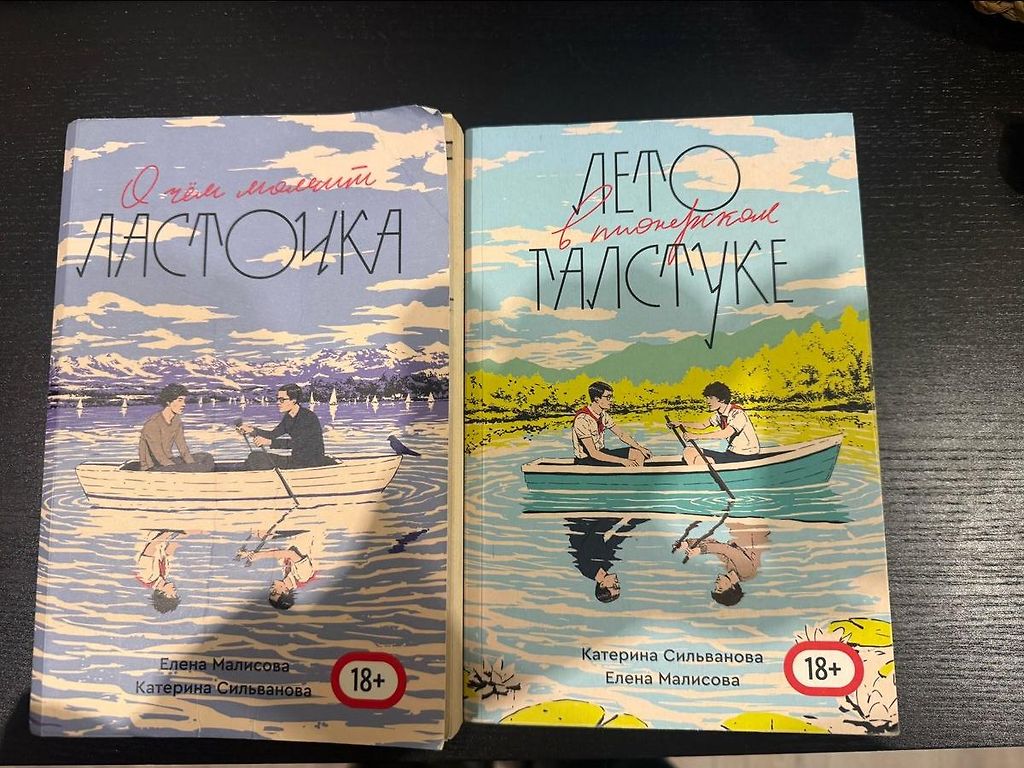 О чём молчит
ЛАСТОЧКА
Елена Малисова
Катерина Сильванова
18+
ЛЕТО
в пионерском
ГАЛСТУКЕ
Катерина Сильванова
Елена Малисова
18+